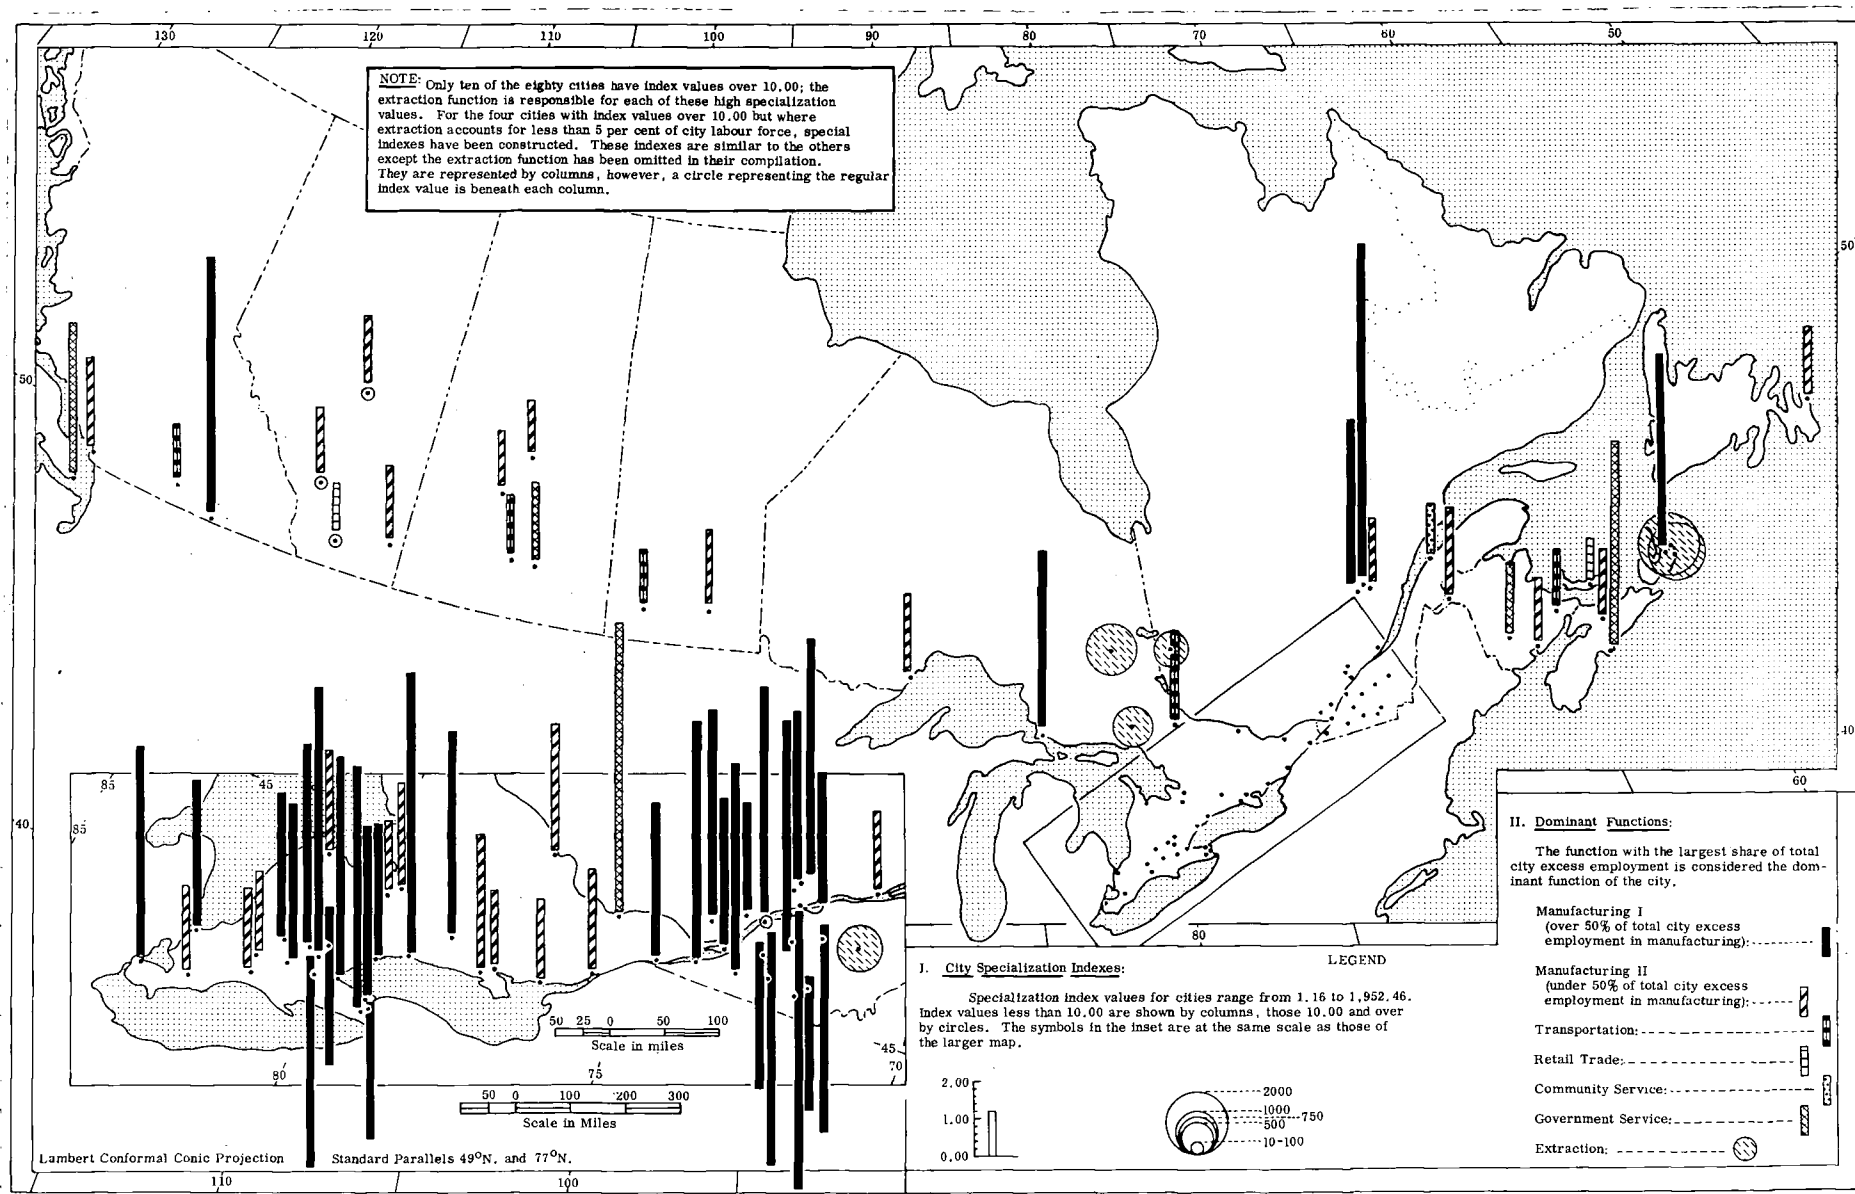 130 120 110 100 90 80 70 60 50
NOTE: Only ten of the eighty cities have index values over 10.00; the
extraction function is responsible for each of these high specialization
values. For the four cities with index values over 10.00 but where
extraction accounts for less than 5 per cent of city labour force, special
indexes have been constructed. These indexes are similar to the others
except the extraction function has been omitted in their compilation.
They are represented by columns, however, a circle representing the regular
index value is beneath each column.
50
50
40
40
60
80
85
45
85
80
75
45
70
50 25 0 50 100
Scale in miles
50 0 100 200 300
Scale in Miles
Lambert Conformal Conic Projection Standard Parallels 49°N. and 77°N.
110 100
LEGEND
I. City Specialization Indexes:
Specialization index values for cities range from 1.16 to 1,952.46.
Index values less than 10.00 are shown by columns, those 10.00 and over
by circles. The symbols in the inset are at the same scale as those of
the larger map.
2.00
1.00
0.00
2000
1000
750
500
10-100
II. Dominant Functions:
The function with the largest share of total
city excess employment is considered the dom-
inant function of the city.
Manufacturing I
(over 50% of total city excess
employment in manufacturing):
Manufacturing II
(under 50% of total city excess
employment in manufacturing):
Transportation:
Retail Trade:
Community Service:
Government Service:
Extraction: